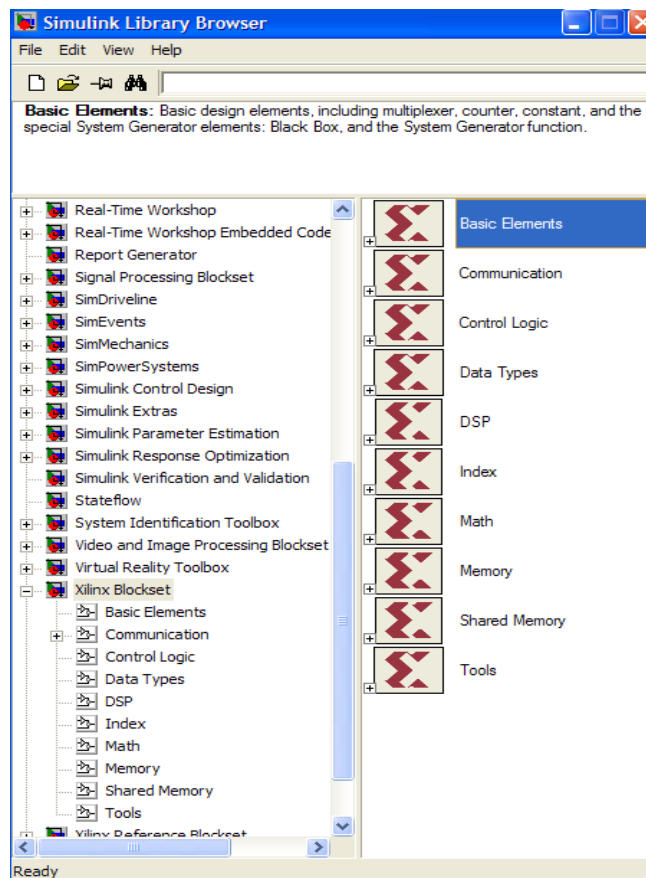 Simulink Library Browser
File Edit View Help
Basic Elements: Basic design elements, including multiplexer, counter, constant, and the
special System Generator elements: Black Box, and the System Generator function.
Real-Time Workshop
Real-Time Workshop Embedded Code
Report Generator
Signal Processing Blockset
SimDriveline
SimEvents
SimMechanics
SimPowerSystems
Simulink Control Design
Simulink Extras
Simulink Parameter Estimation
Simulink Response Optimization
Simulink Verification and Validation
Stateflow
System Identification Toolbox
Video and Image Processing Blockset
Virtual Reality Toolbox
Xilinx Blockset
Basic Elements
Communication
Control Logic
Data Types
DSP
Index
Math
Memory
Shared Memory
Tools
Xilinx Reference Blockset
Basic Elements
Communication
Control Logic
Data Types
DSP
Index
Math
Memory
Shared Memory
Tools
Ready